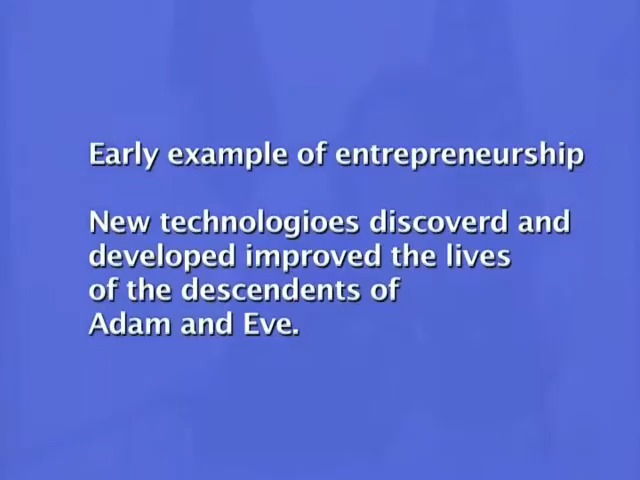 Early example of entrepreneurship
New technologioes discoverd and
developed improved the lives
of the descendents of
Adam and Eve.